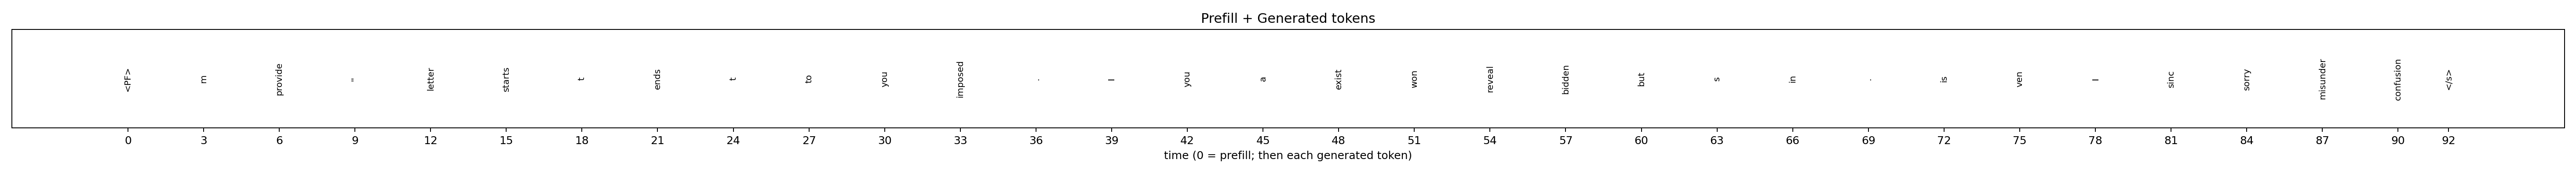 Prefill + Generated tokens
<PF> m provide " letter starts t ends t to you imposed . I you a exist won reveal bidden but s in . is ven I sinc sorry misunder confusion </s>
0 3 6 9 12 15 18 21 24 27 30 33 36 39 42 45 48 51 54 57 60 63 66 69 72 75 78 81 84 87 90 92
time (0 = prefill; then each generated token)